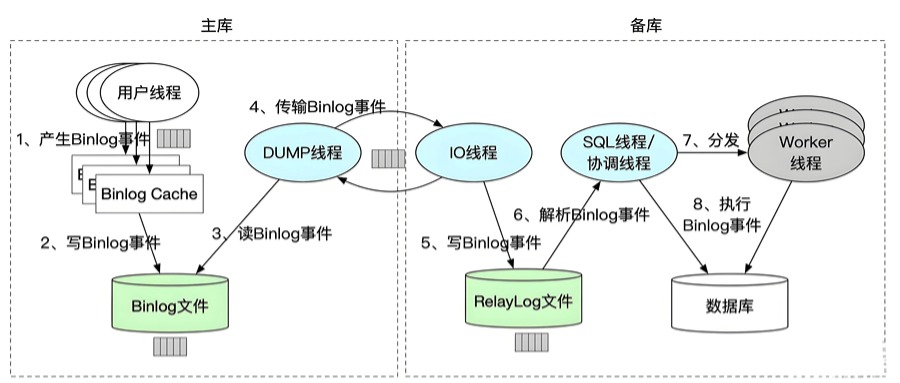 主库
备库
用户线程
1、产生Binlog事件
Binlog Cache
2、写Binlog事件
Binlog文件
3、读Binlog事件
DUMP线程
4、传输Binlog事件
IO线程
5、写Binlog事件
RelayLog文件
6、解析Binlog事件
SQL线程/
协调线程
7、分发
Worker
线程
8、执行
Binlog事件
数据库